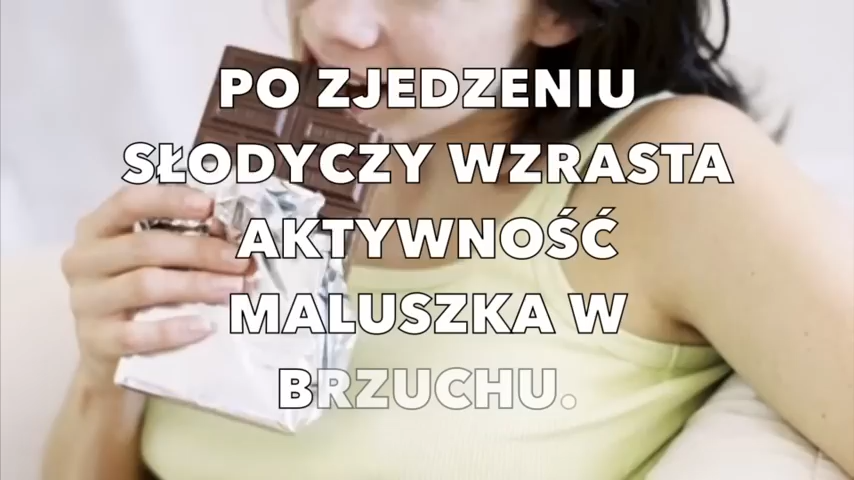 PO ZJEDZENIU
SŁODYCZY WZRASTA
AKTYWNOŚĆ
MALUSZKA W
BRZUCHU.